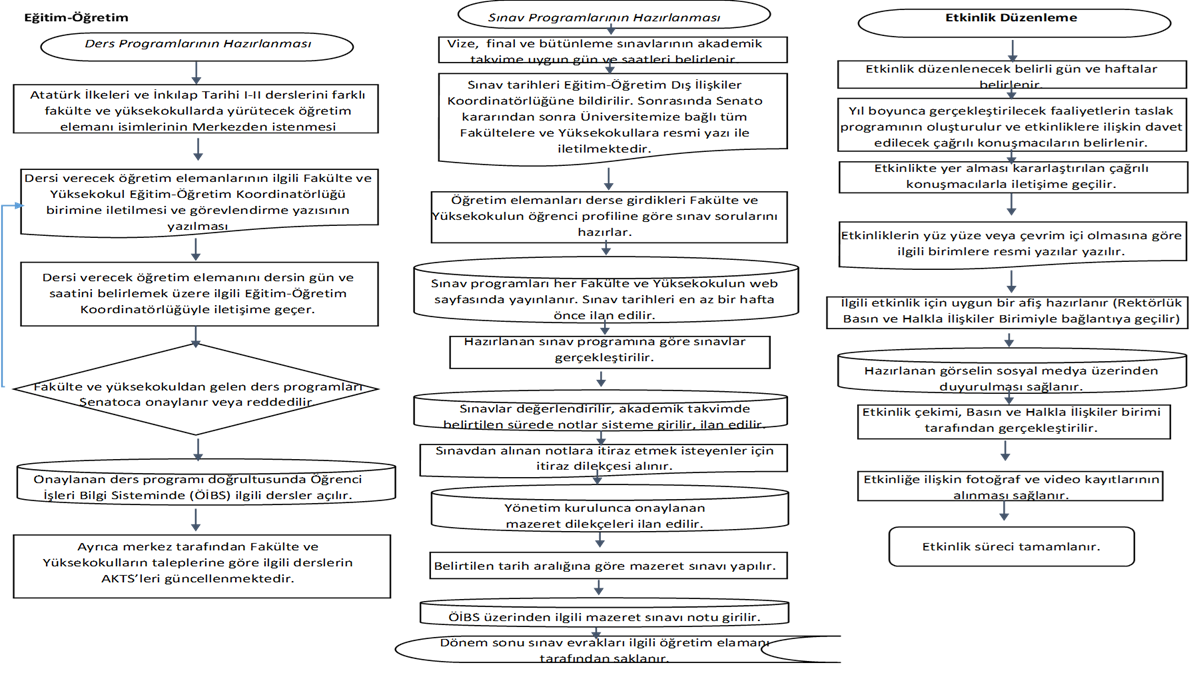 Eğitim-Öğretim
Ders Programlarının Hazırlanması
Atatürk İlkeleri ve İnkılap Tarihi I-II derslerini farklı
fakülte ve yüksekokullarda yürütecek öğretim
elemanı isimlerinin Merkezden istenmesi
Dersi verecek öğretim elemanlarının ilgili Fakülte ve
Yüksekokul Eğitim-Öğretim Koordinatörlüğü
birimine iletilmesi ve görevlendirme yazısının
yazılması
Dersi verecek öğretim elemanını dersin gün ve
saatini belirlemek üzere ilgili Eğitim-Öğretim
Koordinatörlüğüyle iletişime geçer.
Fakülte ve yüksekokuldan gelen ders programları
Senatoca onaylanır veya reddedilir.
Onaylanan ders programı doğrultusunda Öğrenci
İşleri Bilgi Sisteminde (ÖİBS) ilgili dersler açılır.
Ayrıca merkez tarafından Fakülte ve
Yüksekokulların taleplerine göre ilgili derslerin
AKTS’leri güncellenmektedir.
Sınav Programlarının Hazırlanması
Vize, final ve bütünleme sınavlarının akademik
takvime uygun gün ve saatleri belirlenir.
Sınav tarihleri Eğitim-Öğretim Dış İlişkiler
Koordinatörlüğüne bildirilir. Sonrasında Senato
kararından sonra Üniversitemize bağlı tüm
Fakültelere ve Yüksekokullara resmi yazı ile
iletilmektedir.
Öğretim elemanları derse girdikleri Fakülte ve
Yüksekokulun öğrenci profiline göre sınav sorularını
hazırlar.
Sınav programları her Fakülte ve Yüksekokulun web
sayfasında yayınlanır. Sınav tarihleri en az bir hafta
önce ilan edilir.
Hazırlanan sınav programına göre sınavlar
gerçekleştirilir.
Sınavlar değerlendirilir, akademik takvimde
belirtilen sürede notlar sisteme girilir, ilan edilir.
Sınavdan alınan notlara itiraz etmek isteyenler için
itiraz dilekçesi alınır.
Yönetim kurulunca onaylanan
mazeret dilekçeleri ilan edilir.
Belirtilen tarih aralığına göre mazeret sınavı yapılır.
ÖİBS üzerinden ilgili mazeret sınavı notu girilir.
Dönem sonu sınav evrakları ilgili öğretim elamanı
tarafından saklanır.
Etkinlik Düzenleme
Etkinlik düzenlenecek belirli gün ve haftalar
belirlenir.
Yıl boyunca gerçekleştirilecek faaliyetlerin taslak
programının oluşturulur ve etkinliklere ilişkin davet
edilecek çağrılı konuşmacıların belirlenir.
Etkinlikte yer alması kararlaştırılan çağrılı
konuşmacılarla iletişime geçilir.
Etkinliklerin yüz yüze veya çevrim içi olmasına göre
ilgili birimlere resmi yazılar yazılır.
İlgili etkinlik için uygun bir afiş hazırlanır (Rektörlük
Basın ve Halkla İlişkiler Birimiyle bağlantıya geçilir)
Hazırlanan görselin sosyal medya üzerinden
duyurulması sağlanır.
Etkinlik çekimi, Basın ve Halkla İlişkiler birimi
tarafından gerçekleştirilir.
Etkinliğe ilişkin fotoğraf ve video kayıtlarının
alınması sağlanır.
Etkinlik süreci tamamlanır.